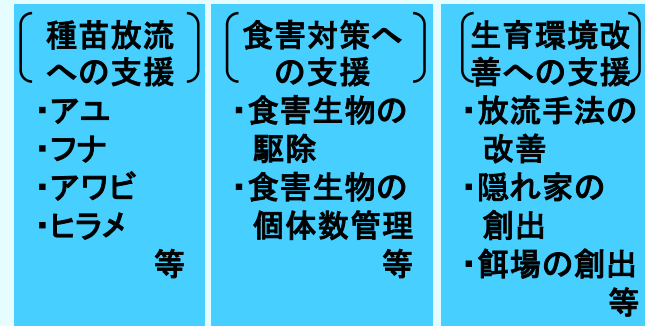 種苗放流
への支援
・アユ
・フナ
・アワビ
・ヒラメ
等
食害対策へ
の支援
・食害生物の
駆除
・食害生物の
個体数管理
等
生育環境改
善への支援
・放流手法の
改善
・隠れ家の
創出
・餌場の創出
等